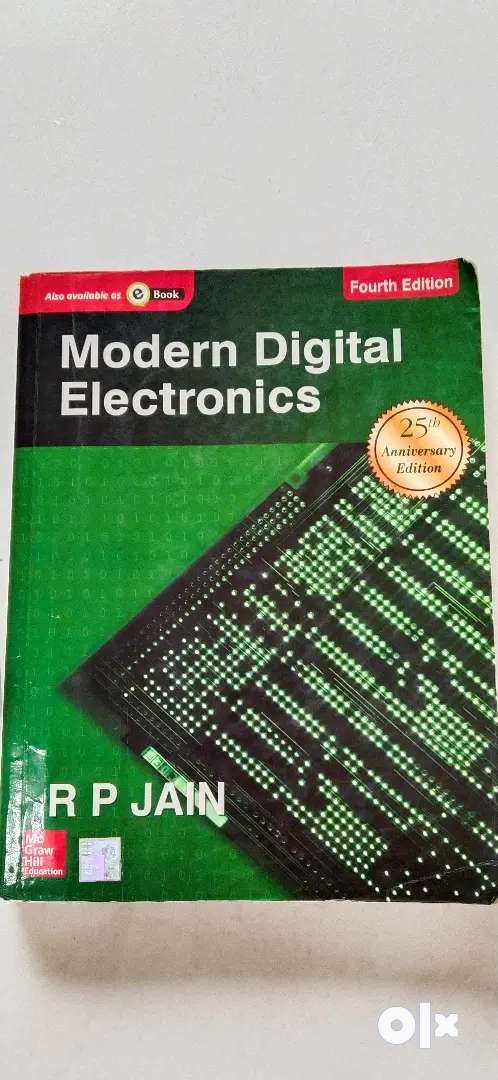 Also available as e Book
Fourth Edition
Modern Digital
Electronics
25th
Anniversary
Edition
R P JAIN
Mc
Graw
Hill
Education
olx